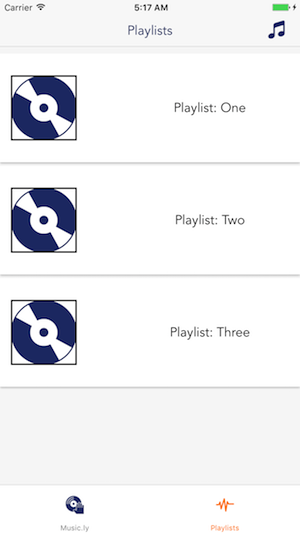 Carrier 5:17 AM
Playlists
Playlist: One
Playlist: Two
Playlist: Three
Music.ly Playlists